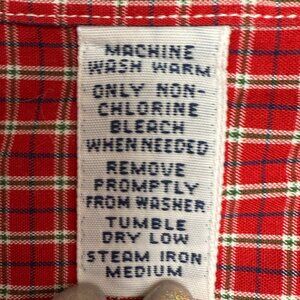 MACHINE
WASH WARM
ONLY NON-
CHLORINE
BLEACH
WHEN NEEDED
REMOVE
PROMPTLY
FROM WASHER
TUMBLE
DRY LOW
STEAM IRON
MEDIUM